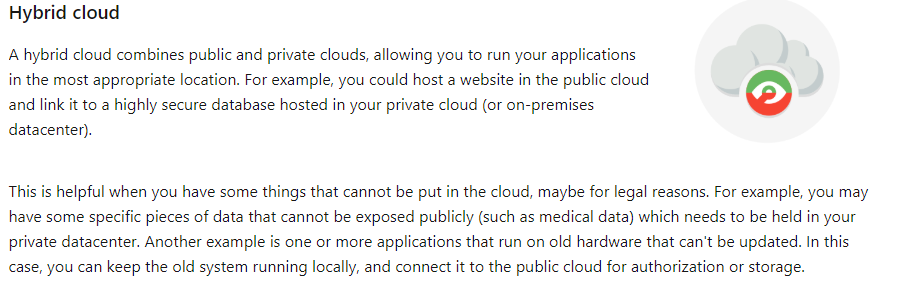 Hybrid cloud
A hybrid cloud combines public and private clouds, allowing you to run your applications
in the most appropriate location. For example, you could host a website in the public cloud
and link it to a highly secure database hosted in your private cloud (or on-premises
datacenter).
This is helpful when you have some things that cannot be put in the cloud, maybe for legal reasons. For example, you may
have some specific pieces of data that cannot be exposed publicly (such as medical data) which needs to be held in your
private datacenter. Another example is one or more applications that run on old hardware that can't be updated. In this
case, you can keep the old system running locally, and connect it to the public cloud for authorization or storage.